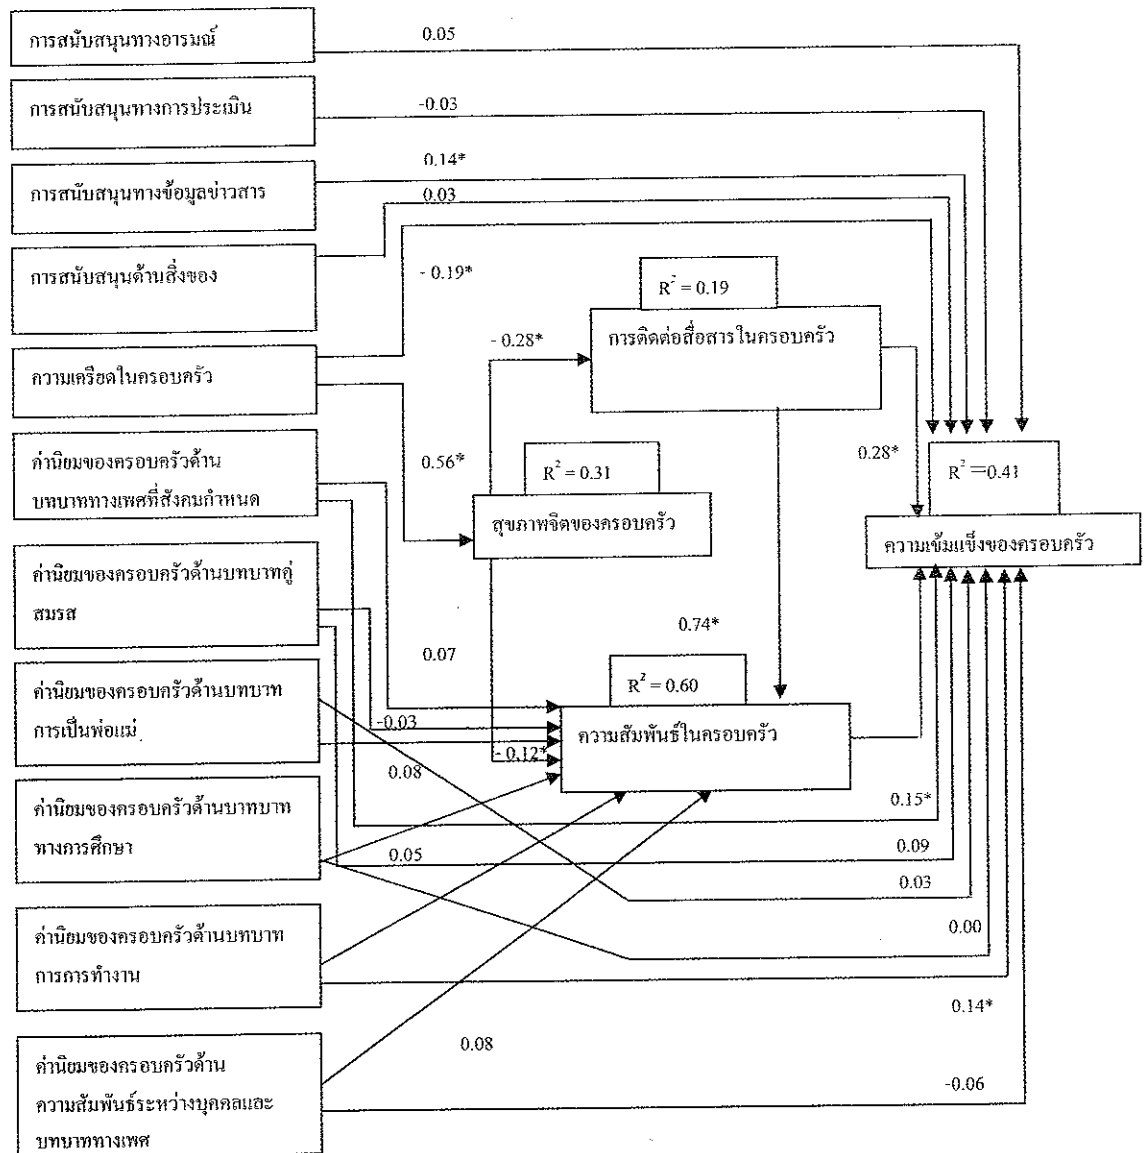 การสนับสนุนทางอารมณ์
0.05
การสนับสนุนทางการประเมิน
-0.03
0.14*
การสนับสนุนทางข้อมูลข่าวสาร
0.03
การสนับสนุนด้านสิ่งของ
- 0.19*
R² = 0.19
การติดต่อสื่อสารในครอบครัว
- 0.28*
ความเครียดในครอบครัว
ค่านิยมของครอบครัวด้าน
บทบาททางเพศที่สังคมกำหนด
0.56*
R² = 0.31
สุขภาพจิตของครอบครัว
0.28*
R² = 0.41
ความเข้มแข็งของครอบครัว
ค่านิยมของครอบครัวด้านบทบาทคู่
สมรส
0.74*
0.07
R² = 0.60
ความสัมพันธ์ในครอบครัว
ค่านิยมของครอบครัวด้านบทบาท
การเป็นพ่อแม่
-0.03
- 0.12*
0.08
0.15*
ค่านิยมของครอบครัวด้านบาทบาท
ทางการศึกษา
0.05
0.09
0.03
0.00
ค่านิยมของครอบครัวด้านบทบาท
การการทำงาน
0.14*
0.08
-0.06
ค่านิยมของครอบครัวด้าน
ความสัมพันธ์ระหว่างบุคคลและ
บทบาททางเพศ